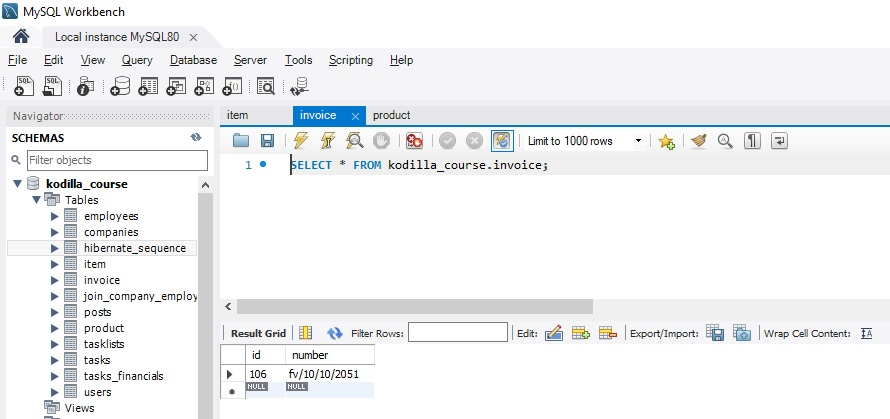 MySQL Workbench
Local instance MySQL80
File Edit View Query Database Server Tools Scripting Help
Navigator
SCHEMAS
Filter objects
kodilla_course
Tables
employees
companies
hibernate_sequence
item
invoice
join_company_employ
posts
product
tasklists
tasks
tasks_financials
users
Views
item invoice product
Limit to 1000 rows
1 SELECT * FROM kodilla_course.invoice;
Result Grid Filter Rows: Edit: Export/Import: Wrap Cell Content:
id number
106 fv/10/10/2051
NULL NULL